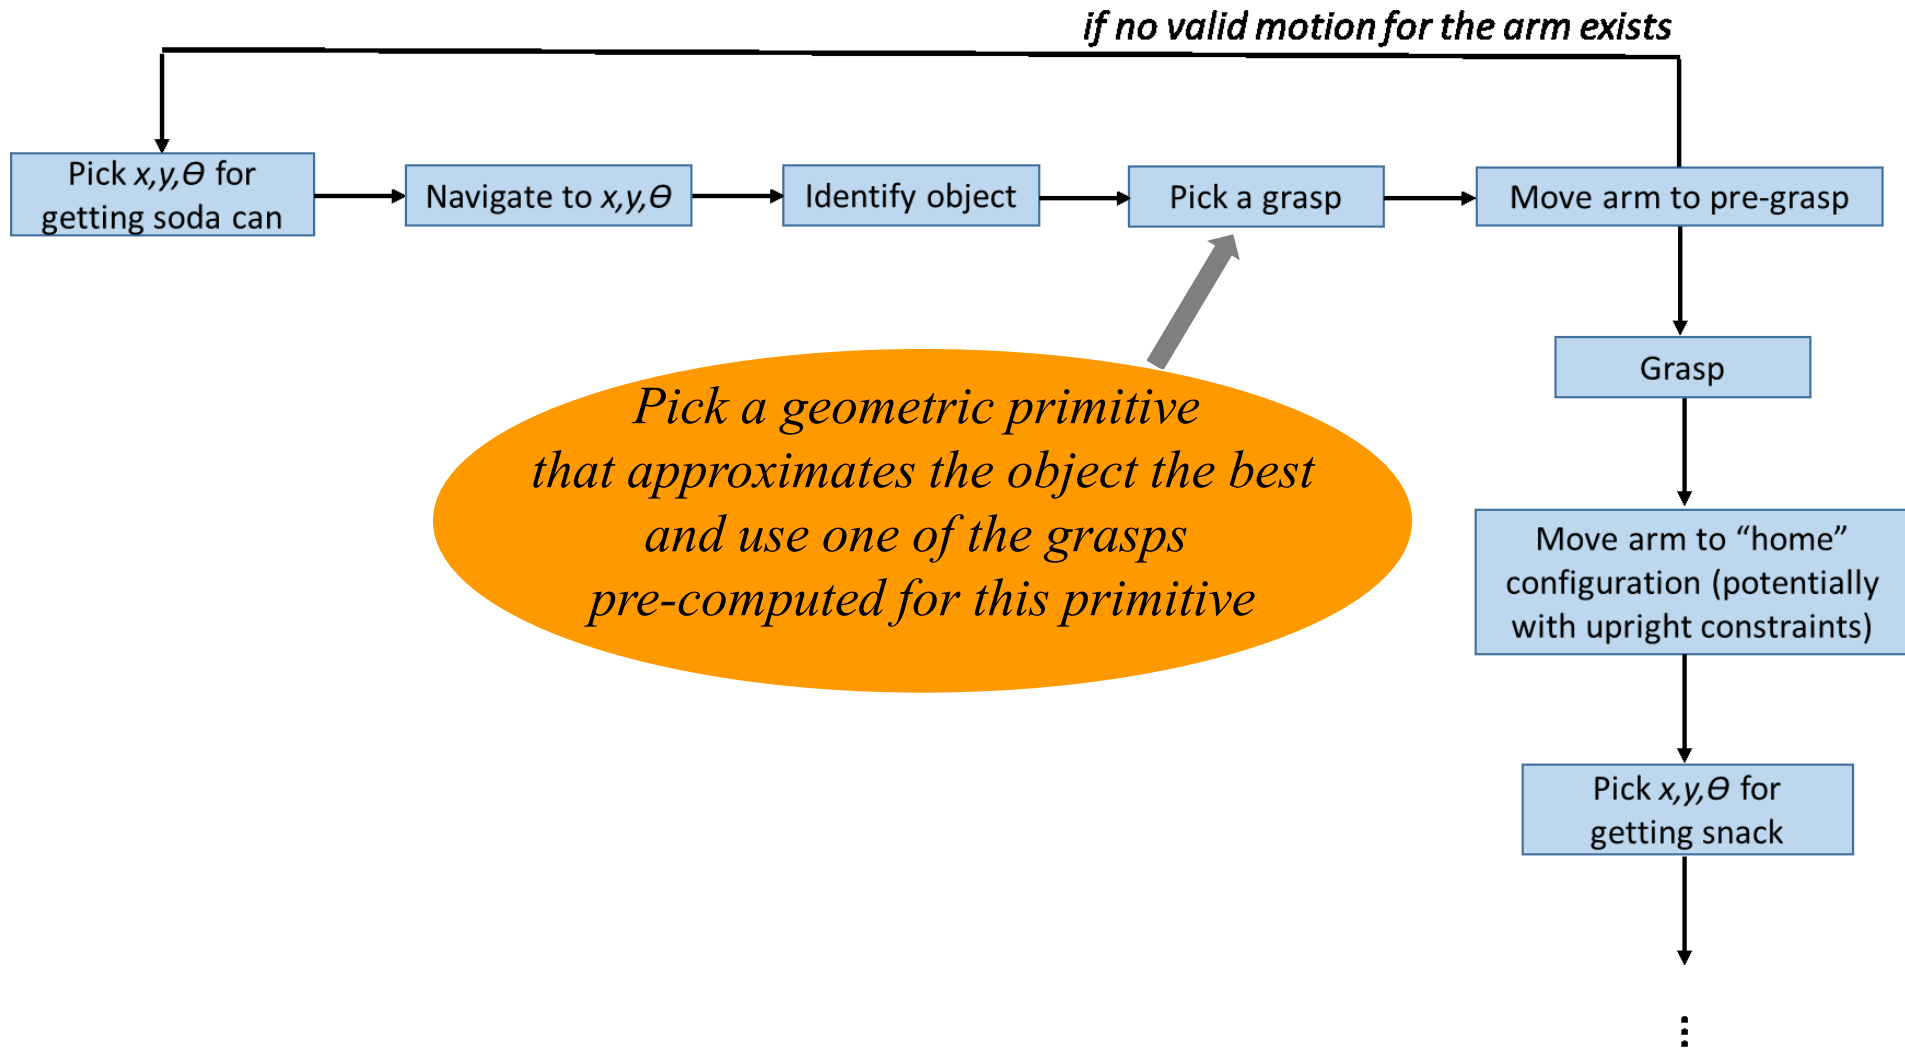 if no valid motion for the arm exists
Pick x,y,ϴ for
getting soda can
Navigate to x,y,ϴ
Identify object
Pick a grasp
Move arm to pre-grasp
Grasp
Pick a geometric primitive
that approximates the object the best
and use one of the grasps
pre-computed for this primitive
Move arm to “home”
configuration (potentially
with upright constraints)
Pick x,y,ϴ for
getting snack
⋮